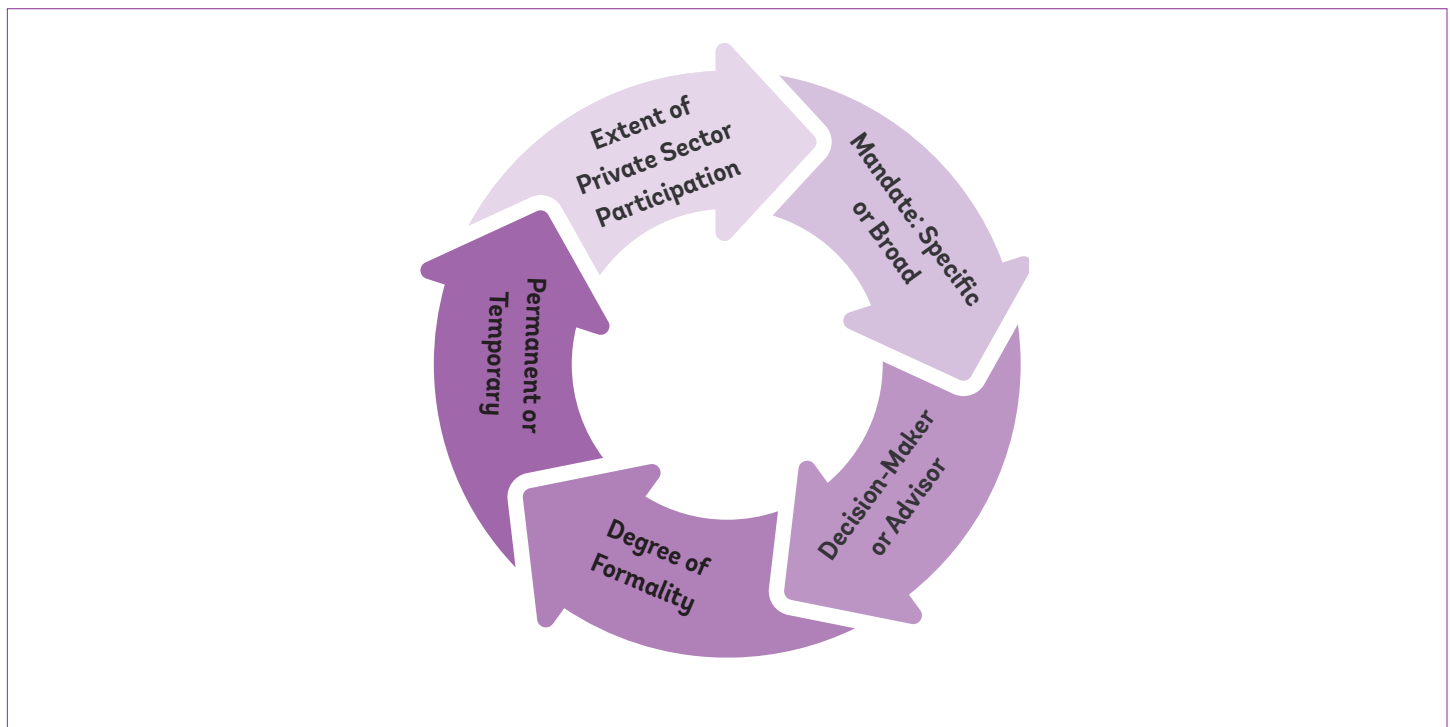 Extent of
Private Sector
Participation
Mandate: Specific
or Broad
Decision-Maker
or Advisor
Degree of
Formality
Permanent or
Temporary